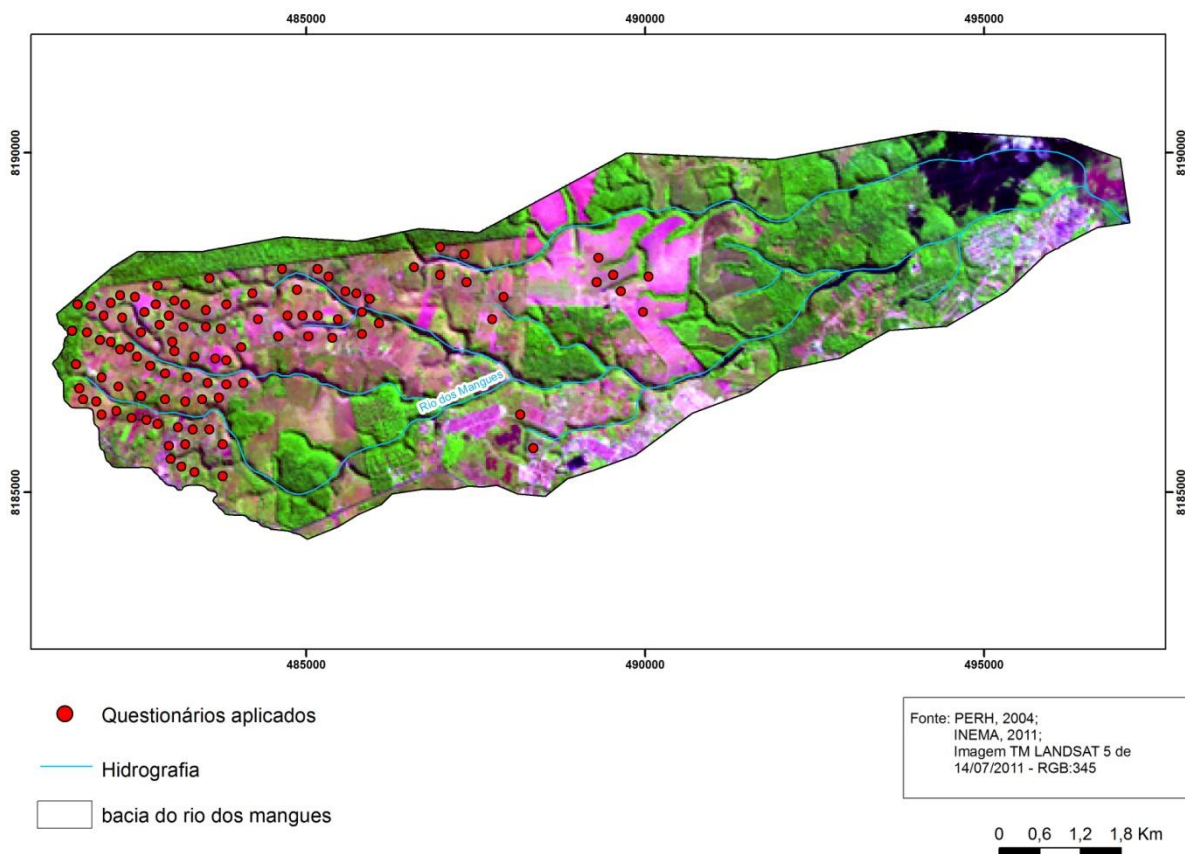 485000 490000 495000
8190000 8190000
Rio dos Mangues
8185000 8185000
485000 490000 495000
Questionários aplicados
Hidrografia
bacia do rio dos mangues
Fonte: PERH, 2004;
INEMA, 2011;
Imagem TM LANDSAT 5 de
14/07/2011 - RGB:345
0 0,6 1,2 1,8 Km